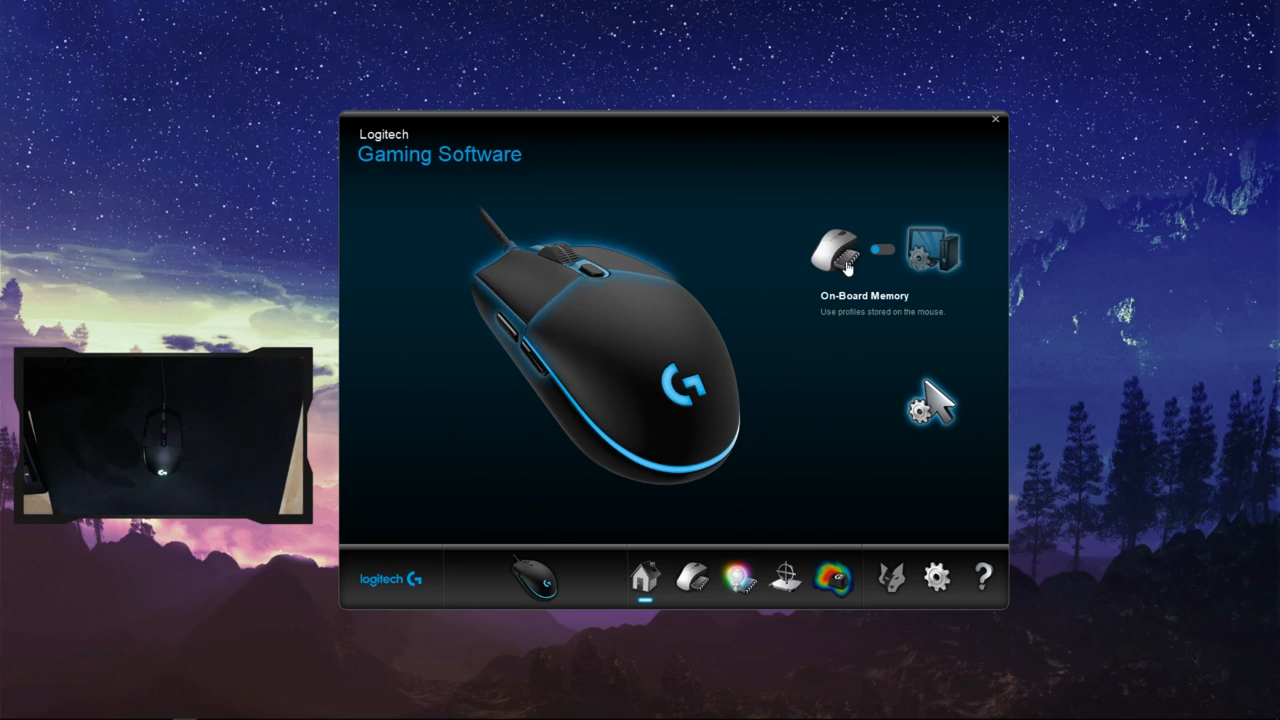 Logitech
Gaming Software
On-Board Memory
Use profiles stored on the mouse.
logitech G